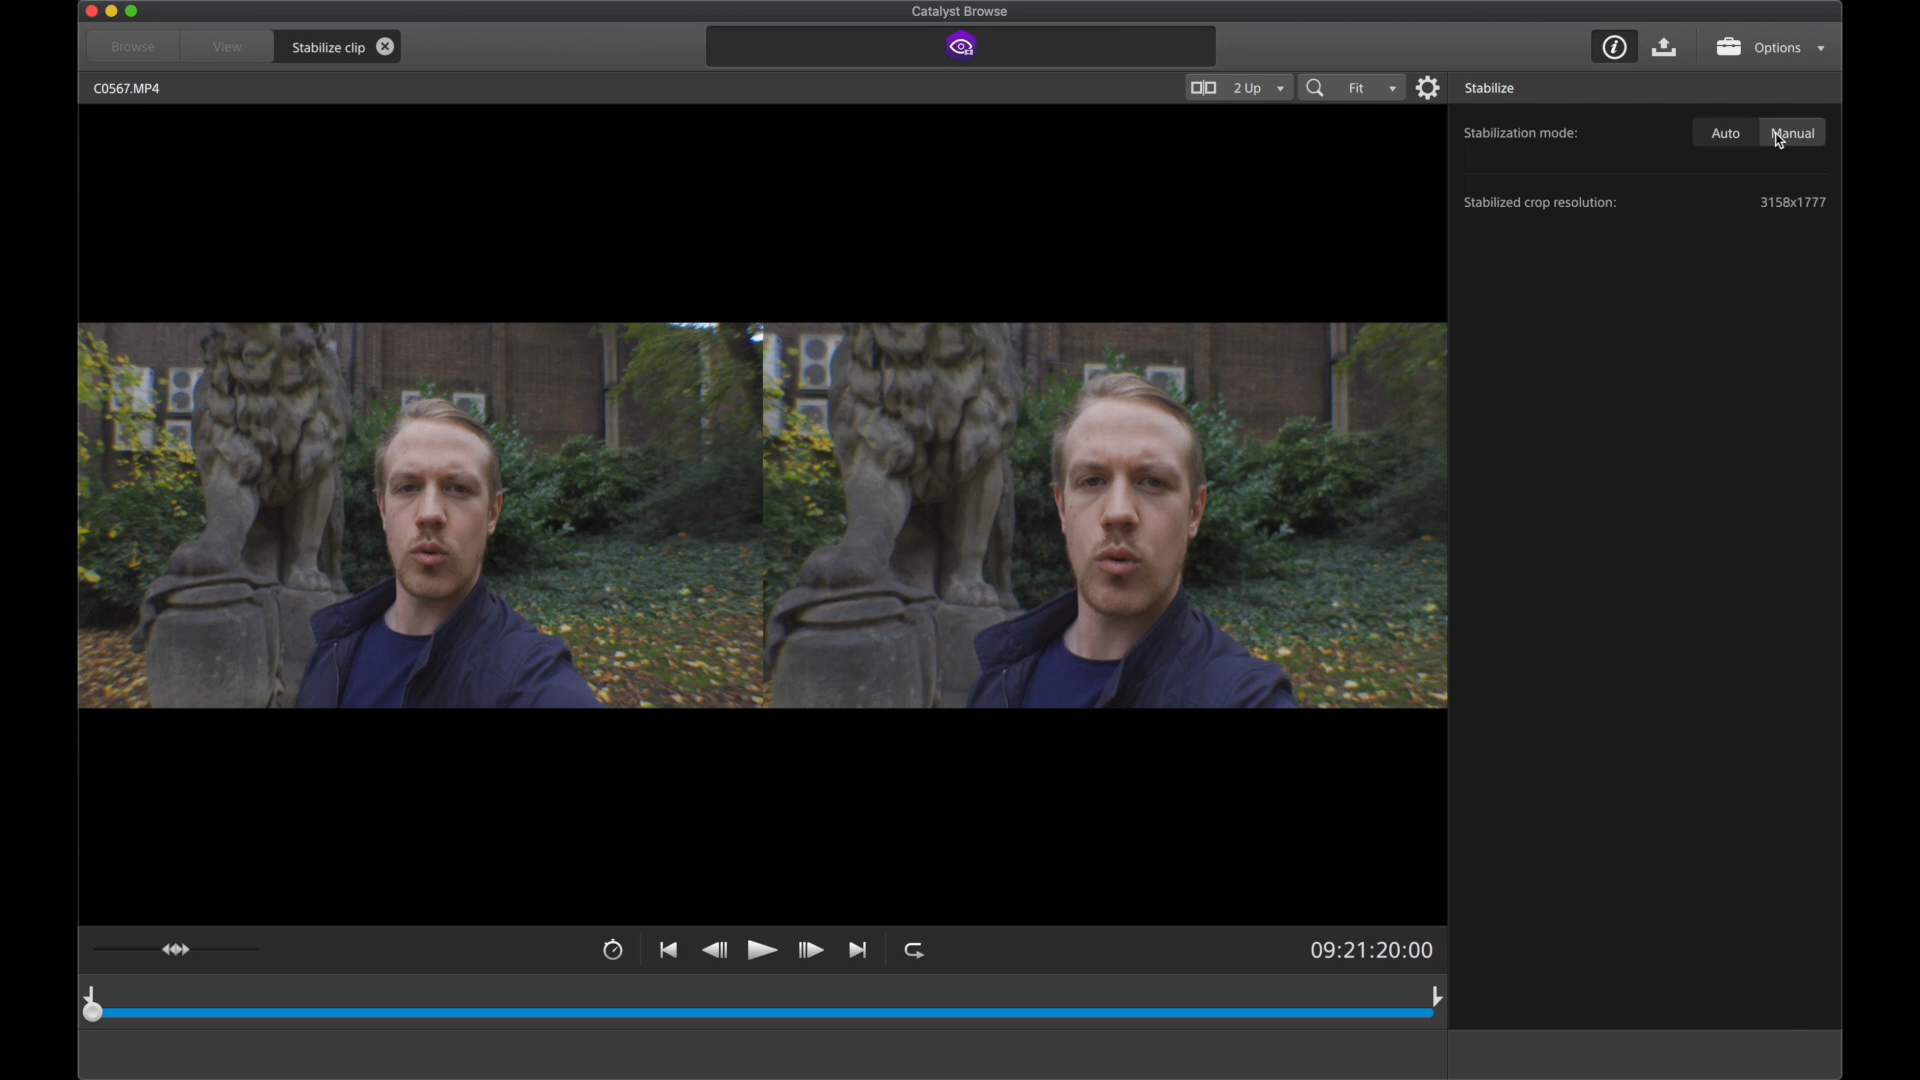 Catalyst Browse
Browse
View
Stabilize clip
Options
C0567.MP4
2 Up
Fit
Stabilize
Stabilization mode:
Auto
Manual
Stabilized crop resolution:
3158x1777
09:21:20:00